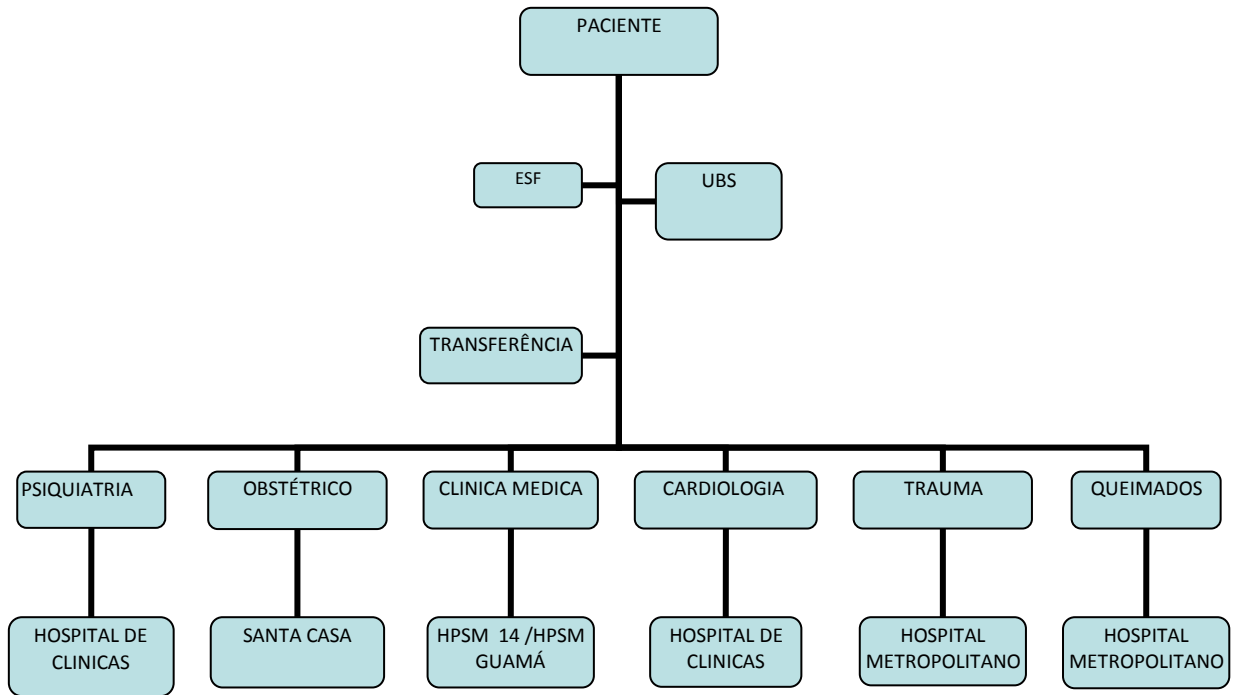 PACIENTE
ESF
UBS
TRANSFERÊNCIA
PSIQUIATRIA
OBSTÉTRICO
CLINICA MEDICA
CARDIOLOGIA
TRAUMA
QUEIMADOS
HOSPITAL DE
CLINICAS
SANTA CASA
HPSM 14 /HPSM
GUAMÁ
HOSPITAL DE
CLINICAS
HOSPITAL
METROPOLITANO
HOSPITAL
METROPOLITANO